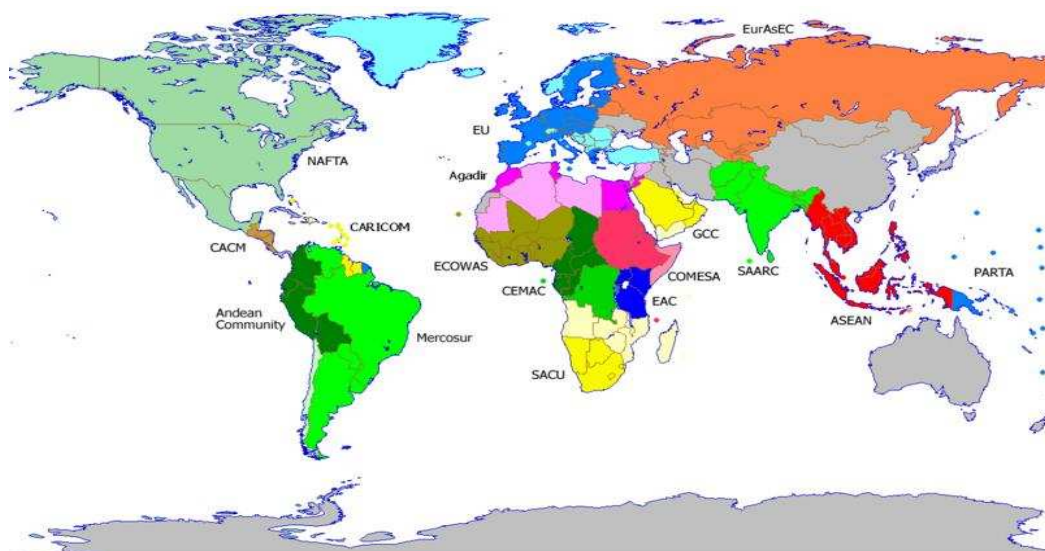 EurAsEC
EU
NAFTA
Agadir
CARICOM
GCC
CACM
ECOWAS
COMESA
SAARC
PARTA
CEMAC
EAC
Andean
Community
ASEAN
Mercosur
SACU